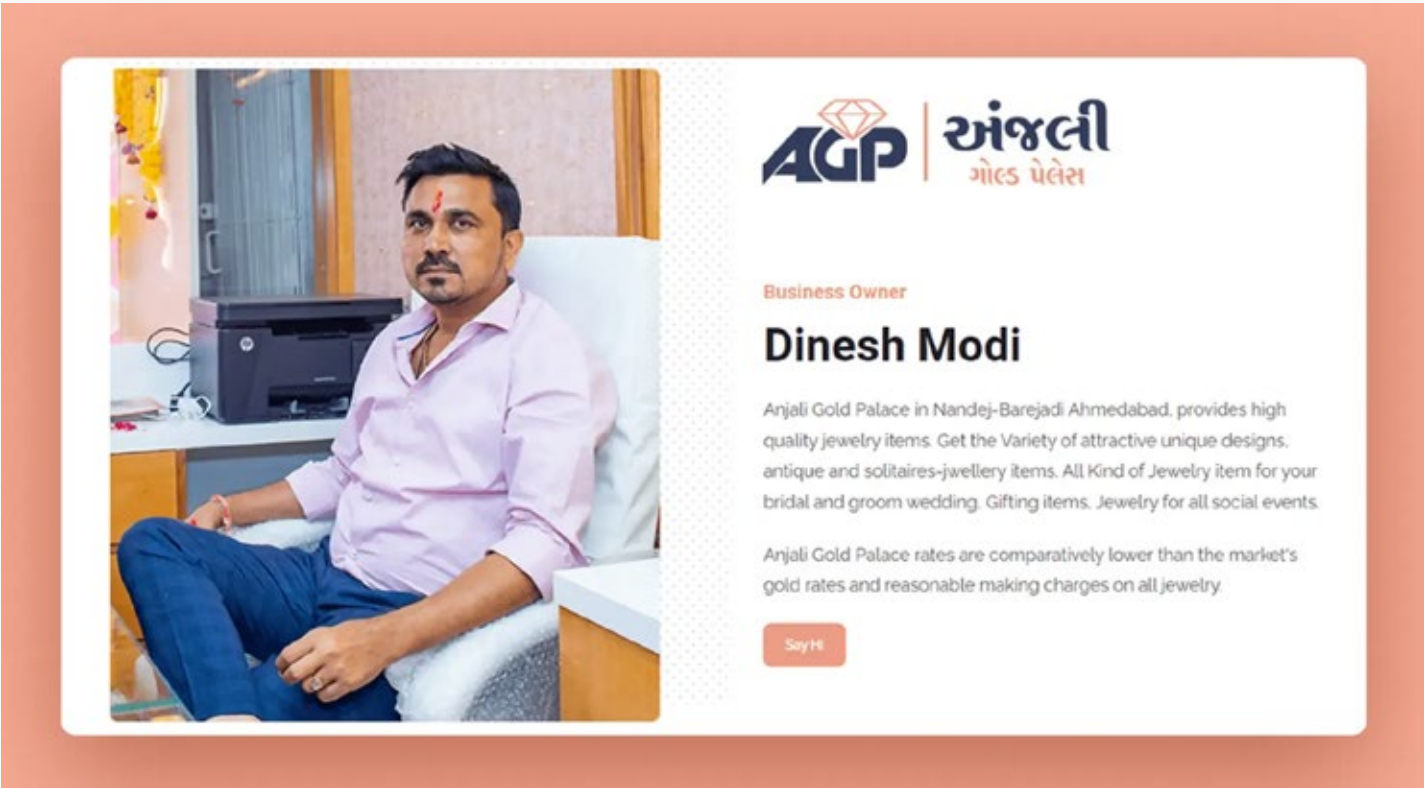 AGP
અંજલી
ગોલ્ડ પેલેસ
Business Owner
Dinesh Modi
Anjali Gold Palace in Nandej-Barejadi Ahmedabad, provides high
quality jewelry items. Get the Variety of attractive unique designs,
antique and solitaires-jwellery items. All Kind of Jewelry item for your
bridal and groom wedding. Gifting items. Jewelry for all social events.
Anjali Gold Palace rates are comparatively lower than the market's
gold rates and reasonable making charges on all jewelry.
Say Hi